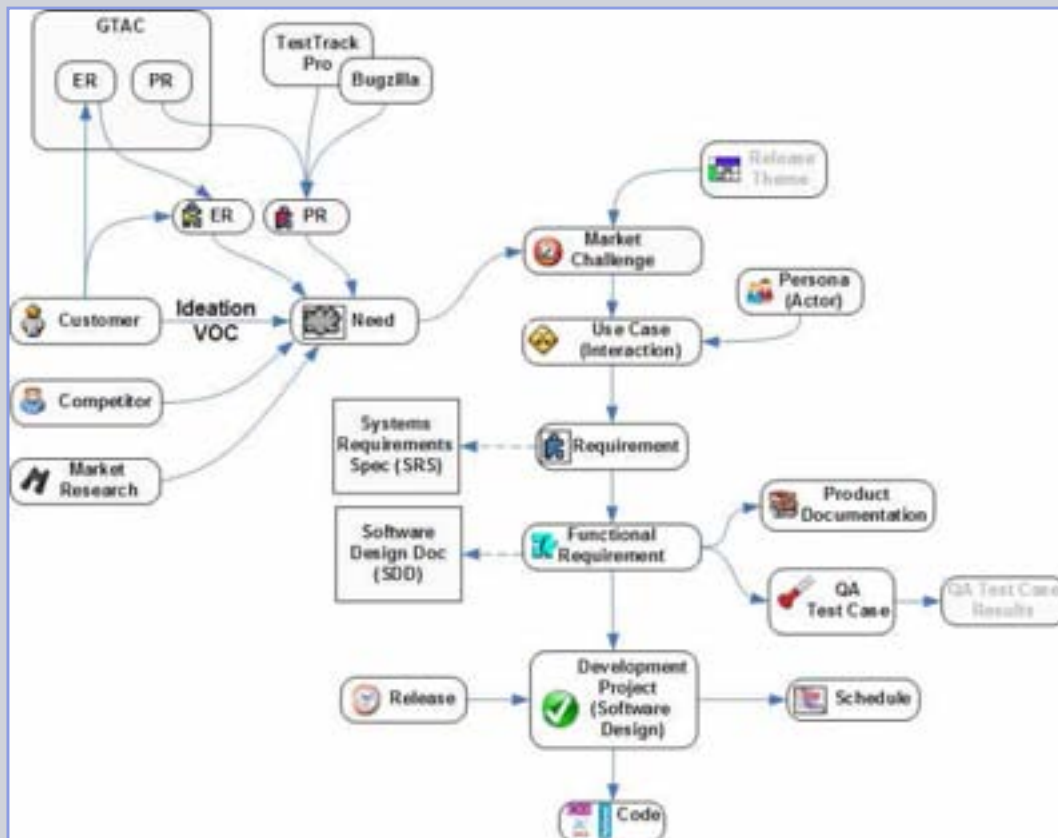 GTAC
ER
PR
TestTrack
Pro
Bugzilla
Release
Theme
ER
PR
Market
Challenge
Persona
(Actor)
Customer
Ideation
VOC
Need
Use Case
(Interaction)
Competitor
Systems
Requirements
Spec (SRS)
Requirement
Market
Research
Product
Documentation
Software
Design Doc
(SDD)
Functional
Requirement
QA
Test Case
QA Test Case
Results
Release
Development
Project
(Software
Design)
Schedule
Code